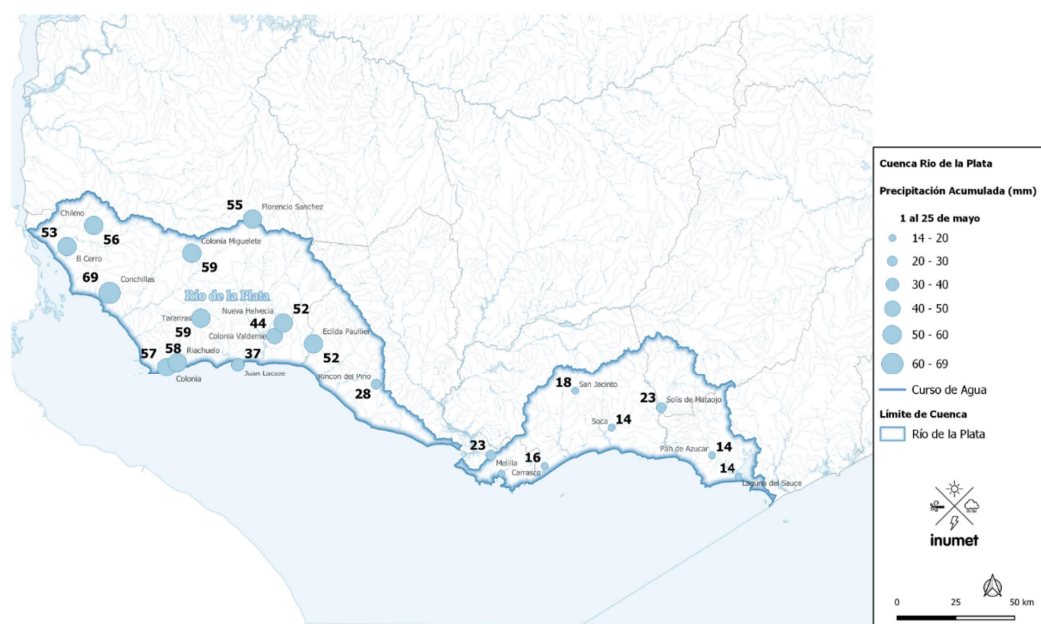 55
Florencio Sanchez
Chileno
53
56
Colonia Miguelete
El Cerro
59
69
Conchillas
Río de la Plata
Nueva Helvecia
52
Tarariras
44
59
Colonia Valdense
Ecilda Paullier
58
Riachuelo
37
52
57
Colonia
Juan Lacaze
Rincon del Pino
28
18
San Jacinto
23
Solis de Mataojo
Soca
14
23
Pan de Azucar
14
Melilla
16
Carrasco
14
Laguna del Sauce
Cuenca Rio de la Plata
Precipitación Acumulada (mm)
1 al 25 de mayo
14 - 20
20 - 30
30 - 40
40 - 50
50 - 60
60 - 69
Curso de Agua
Límite de Cuenca
Río de la Plata
inumet
0 25 50 km